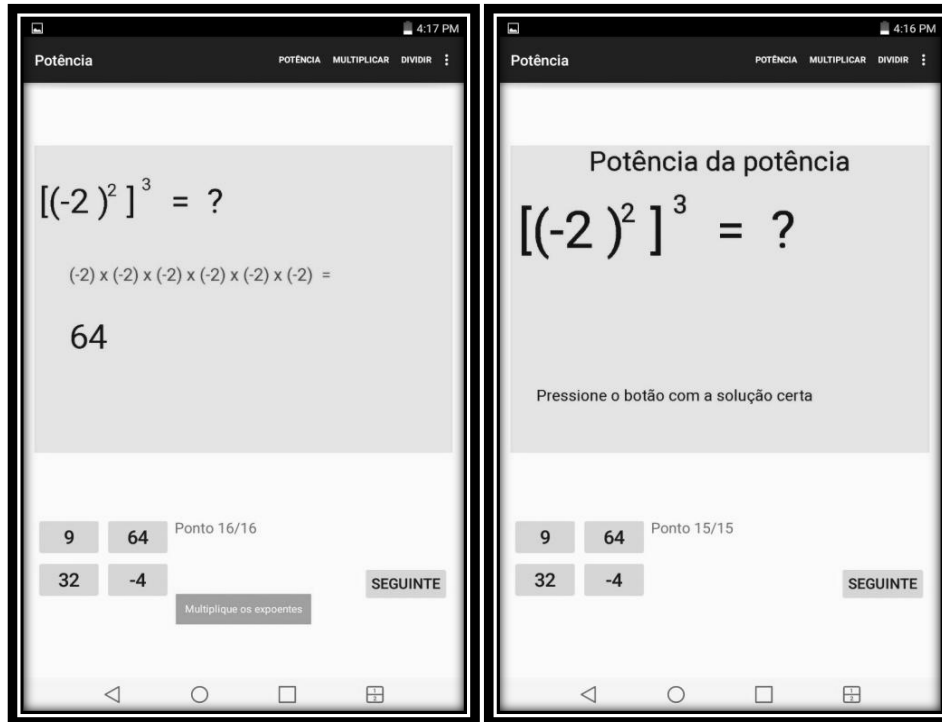 4:17 PM
Potência POTÊNCIA MULTIPLICAR DIVIDIR
[(-2 )² ]³ = ?
(-2) x (-2) x (-2) x (-2) x (-2) x (-2) =
64
9 64 Ponto 16/16
32 -4 SEGUINTE
Multiplique os expoentes
4:16 PM
Potência POTÊNCIA MULTIPLICAR DIVIDIR
Potência da potência
[(-2 )² ]³ = ?
Pressione o botão com a solução certa
9 64 Ponto 15/15
32 -4 SEGUINTE